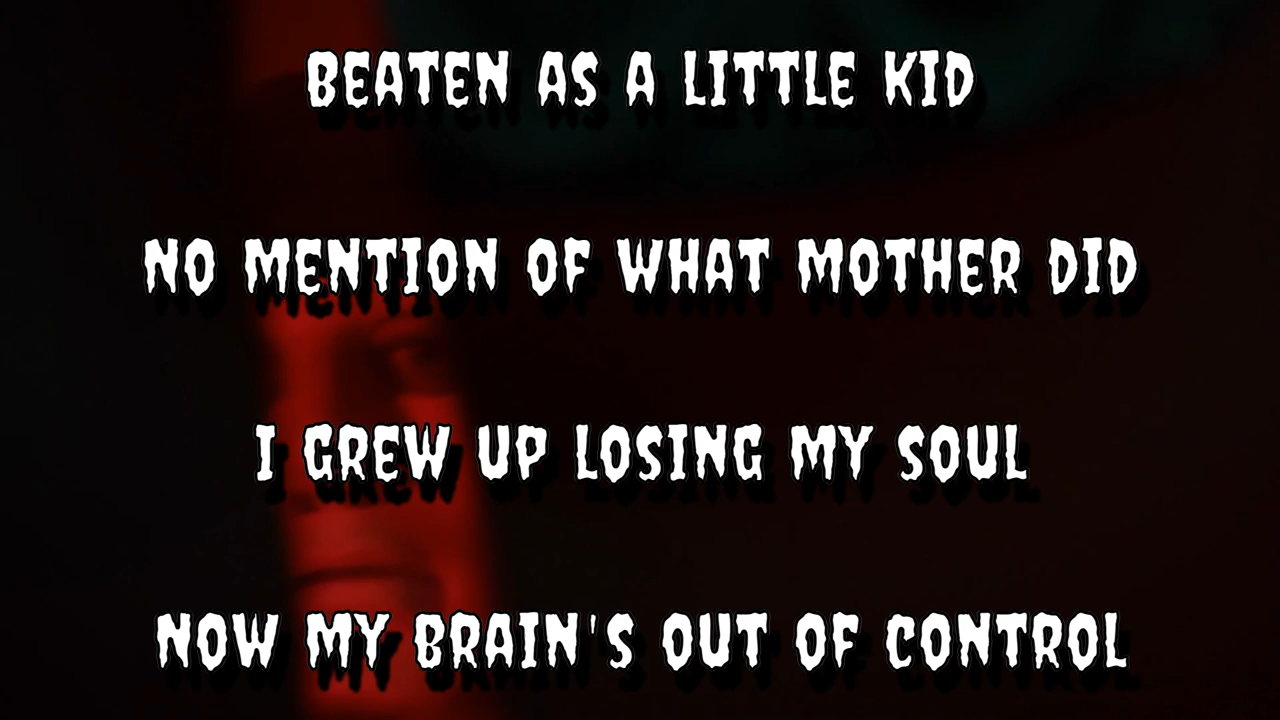 BEATEN AS A LITTLE KID
NO MENTION OF WHAT MOTHER DID
I GREW UP LOSING MY SOUL
NOW MY BRAIN'S OUT OF CONTROL